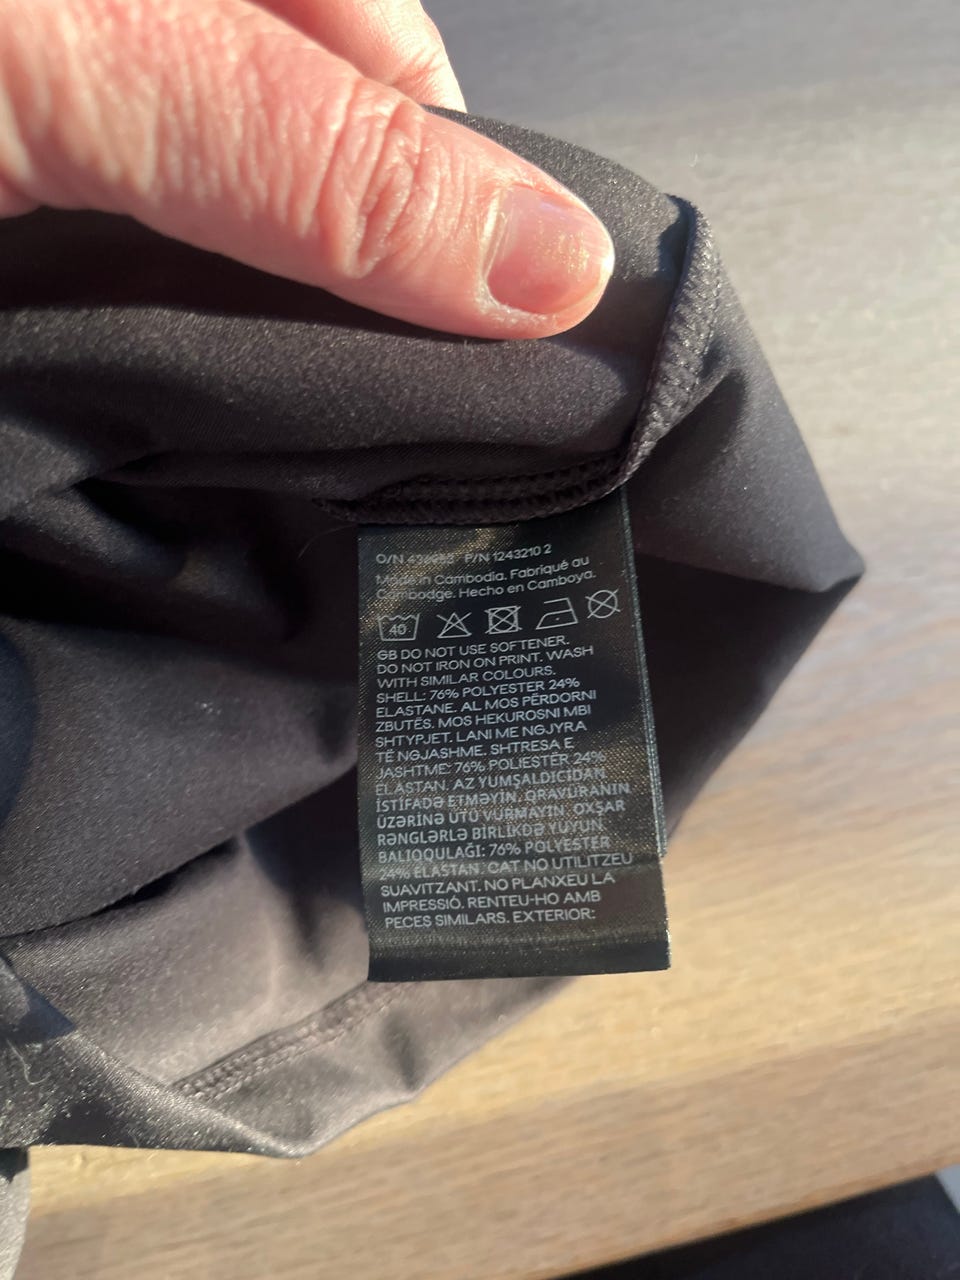 O/N P/N 1243210 2
Made in Cambodia. Fabriqué au
Cambodge. Hecho en Camboya.
40
GB DO NOT USE SOFTENER.
DO NOT IRON ON PRINT. WASH
WITH SIMILAR COLOURS.
SHELL: 76% POLYESTER 24%
ELASTANE. AL MOS PËRDORNI
ZBUTËS. MOS HEKUROSNI MBI
SHTYPJET. LANI ME NGJYRA
TË NGJASHME. SHTRESA E
JASHTME: 76% POLIESTËR 24%
ELASTAN. AZ YUMŞALDICIDAN
İSTİFADƏ ETMƏYİN. QRAVURANIN
ÜZƏRİNƏ ÜTÜ VURMAYIN. OXŞAR
RƏNGLƏRLƏ BİRLİKDƏ YUYUN.
BALIQQULAĞI: 76% POLYESTER
24% ELASTAN. CAT NO UTILITZEU
SUAVITZANT. NO PLANXEU LA
IMPRESSIÓ. RENTEU-HO AMB
PECES SIMILARS. EXTERIOR: